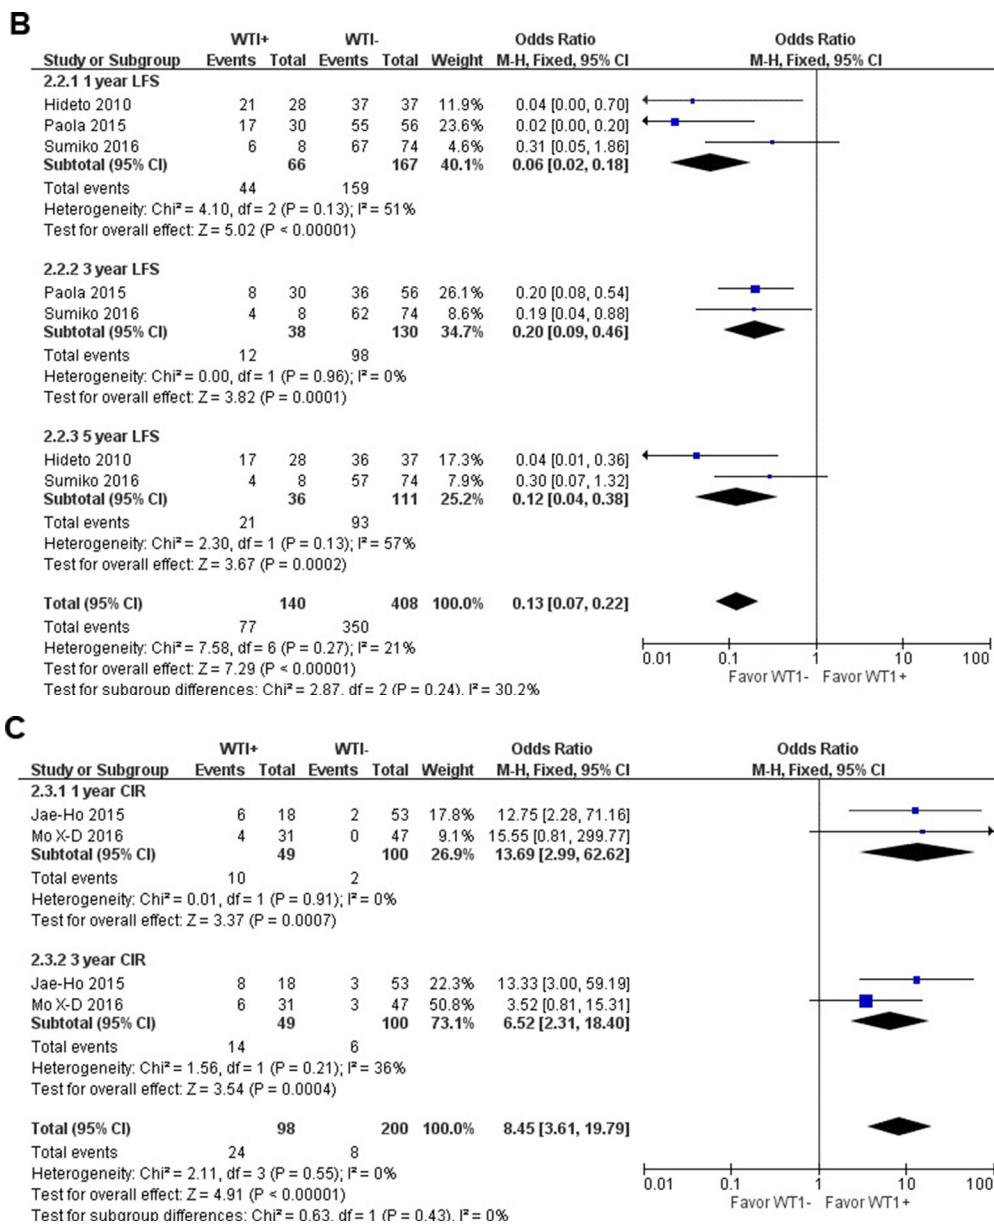 B
WTI+ WTI- Odds Ratio Odds Ratio
Study or Subgroup Events Total Events Total Weight M-H, Fixed, 95% CI M-H, Fixed, 95% CI
2.2.1 1 year LFS
Hideto 2010 21 28 37 37 11.9% 0.04 [0.00, 0.70]
Paola 2015 17 30 55 56 23.6% 0.02 [0.00, 0.20]
Sumiko 2016 6 8 67 74 4.6% 0.31 [0.05, 1.86]
Subtotal (95% CI) 66 167 40.1% 0.06 [0.02, 0.18]
Total events 44 159
Heterogeneity: Chi² = 4.10, df = 2 (P = 0.13); I² = 51%
Test for overall effect: Z = 5.02 (P < 0.00001)
2.2.2 3 year LFS
Paola 2015 8 30 36 56 26.1% 0.20 [0.08, 0.54]
Sumiko 2016 4 8 62 74 8.6% 0.19 [0.04, 0.88]
Subtotal (95% CI) 38 130 34.7% 0.20 [0.09, 0.46]
Total events 12 98
Heterogeneity: Chi² = 0.00, df = 1 (P = 0.96); I² = 0%
Test for overall effect: Z = 3.82 (P = 0.0001)
2.2.3 5 year LFS
Hideto 2010 17 28 36 37 17.3% 0.04 [0.01, 0.36]
Sumiko 2016 4 8 57 74 7.9% 0.30 [0.07, 1.32]
Subtotal (95% CI) 36 111 25.2% 0.12 [0.04, 0.38]
Total events 21 93
Heterogeneity: Chi² = 2.30, df = 1 (P = 0.13); I² = 57%
Test for overall effect: Z = 3.67 (P = 0.0002)
Total (95% CI) 140 408 100.0% 0.13 [0.07, 0.22]
Total events 77 350
Heterogeneity: Chi² = 7.58, df = 6 (P = 0.27); I² = 21%
Test for overall effect: Z = 7.29 (P < 0.00001)
Test for subgroup differences: Chi² = 2.87, df = 2 (P = 0.24), I² = 30.2%
0.01 0.1 1 10 100
Favor WT1- Favor WT1+
C
WTI+ WTI- Odds Ratio Odds Ratio
Study or Subgroup Events Total Events Total Weight M-H, Fixed, 95% CI M-H, Fixed, 95% CI
2.3.1 1 year CIR
Jae-Ho 2015 6 18 2 53 17.8% 12.75 [2.28, 71.16]
Mo X-D 2016 4 31 0 47 9.1% 15.55 [0.81, 299.77]
Subtotal (95% CI) 49 100 26.9% 13.69 [2.99, 62.62]
Total events 10 2
Heterogeneity: Chi² = 0.01, df = 1 (P = 0.91); I² = 0%
Test for overall effect: Z = 3.37 (P = 0.0007)
2.3.2 3 year CIR
Jae-Ho 2015 8 18 3 53 22.3% 13.33 [3.00, 59.19]
Mo X-D 2016 6 31 3 47 50.8% 3.52 [0.81, 15.31]
Subtotal (95% CI) 49 100 73.1% 6.52 [2.31, 18.40]
Total events 14 6
Heterogeneity: Chi² = 1.56, df = 1 (P = 0.21); I² = 36%
Test for overall effect: Z = 3.54 (P = 0.0004)
Total (95% CI) 98 200 100.0% 8.45 [3.61, 19.79]
Total events 24 8
Heterogeneity: Chi² = 2.11, df = 3 (P = 0.55); I² = 0%
Test for overall effect: Z = 4.91 (P < 0.00001)
Test for subgroup differences: Chi² = 0.63, df = 1 (P = 0.43), I² = 0%
0.01 0.1 1 10 100
Favor WT1- Favor WT1+